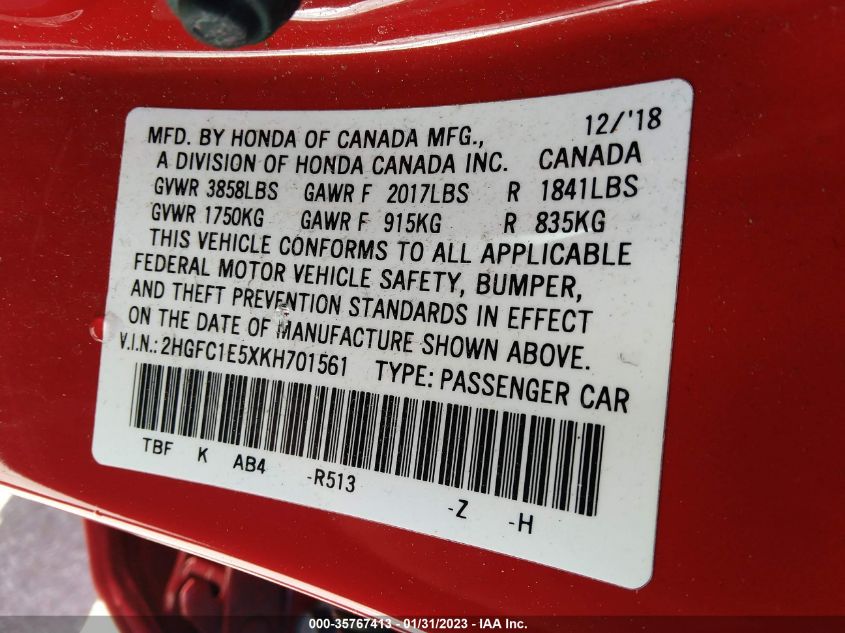 MFD. BY HONDA OF CANADA MFG., 12/'18
A DIVISION OF HONDA CANADA INC. CANADA
GVWR 3858LBS GAWR F 2017LBS R 1841LBS
GVWR 1750KG GAWR F 915KG R 835KG
THIS VEHICLE CONFORMS TO ALL APPLICABLE
FEDERAL MOTOR VEHICLE SAFETY, BUMPER,
AND THEFT PREVENTION STANDARDS IN EFFECT
ON THE DATE OF MANUFACTURE SHOWN ABOVE.
V.I.N.: 2HGFC1E5XKH701561 TYPE: PASSENGER CAR
TBF K AB4 -R513 -Z -H
000-35767413 - 01/31/2023 - IAA Inc.